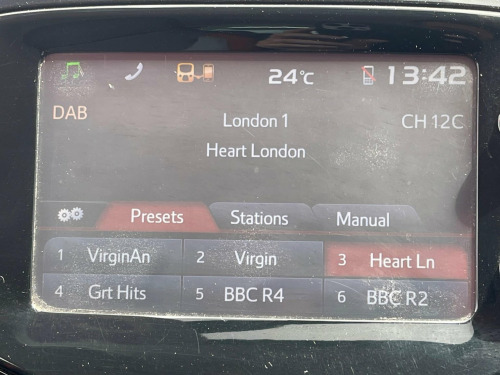 24°C 13:42
DAB London 1 CH 12C
Heart London
Presets Stations Manual
1 VirginAn 2 Virgin 3 Heart Ln
4 Grt Hits 5 BBC R4 6 BBC R2